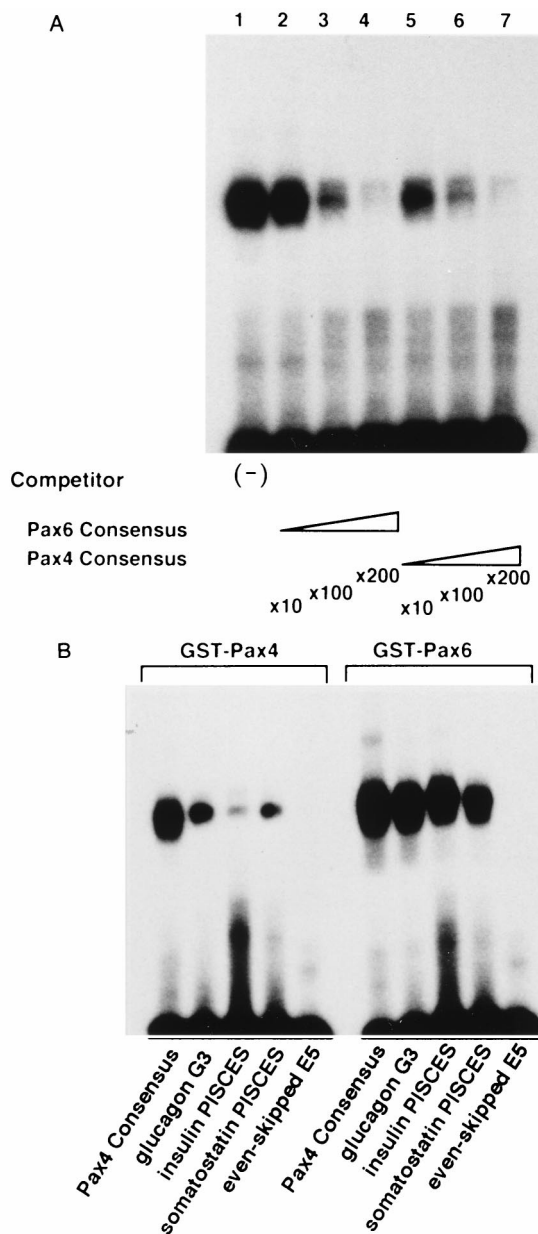 A
1 2 3 4 5 6 7
Competitor (-)
Pax6 Consensus
Pax4 Consensus
x10 x100 x200 x10 x100 x200
B
GST-Pax4 GST-Pax6
Pax4 Consensus
glucagon G3
insulin PISCES
somatostatin PISCES
even-skipped E5
Pax4 Consensus
glucagon G3
insulin PISCES
somatostatin PISCES
even-skipped E5